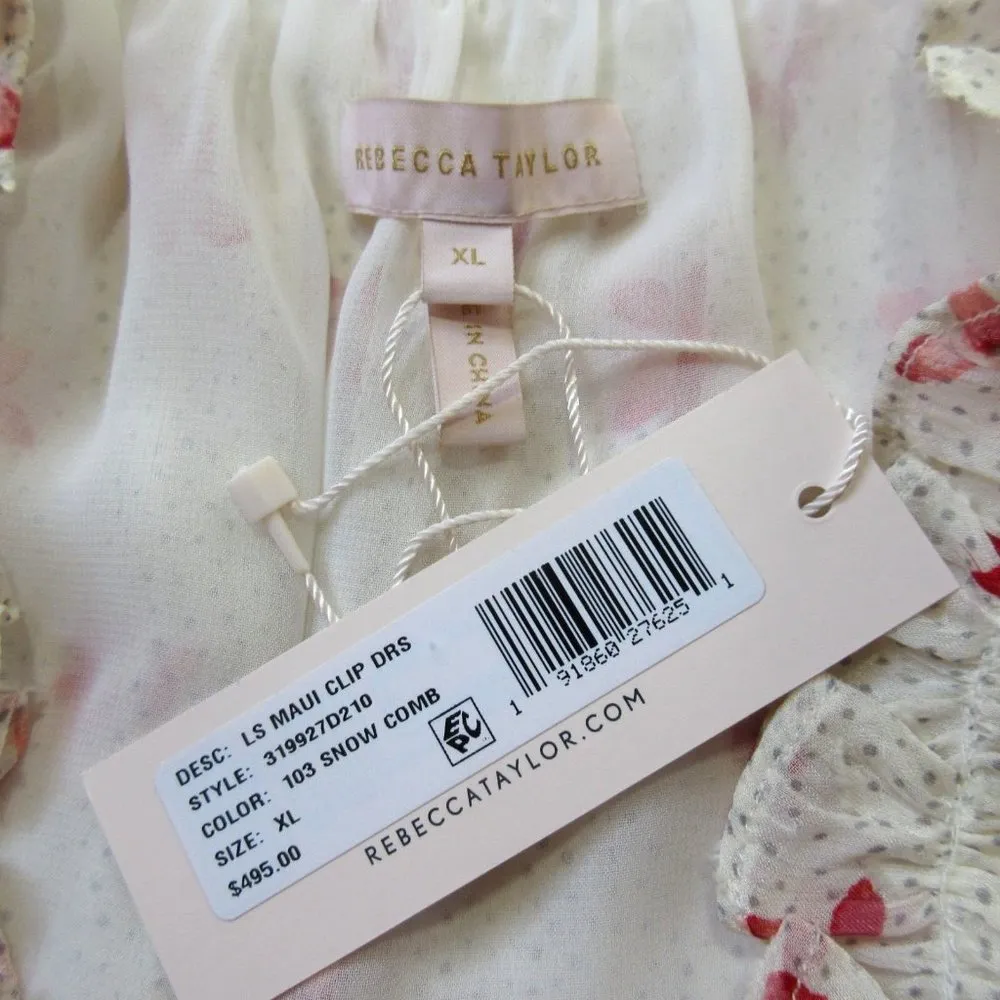 REBECCA TAYLOR
XL
E IN CHINA
DESC: LS MAUI CLIP DRS
STYLE: 319927D210
COLOR: 103 SNOW COMB
SIZE: XL
$495.00
EPC
1 91860 27625 1
REBECCATAYLOR.COM